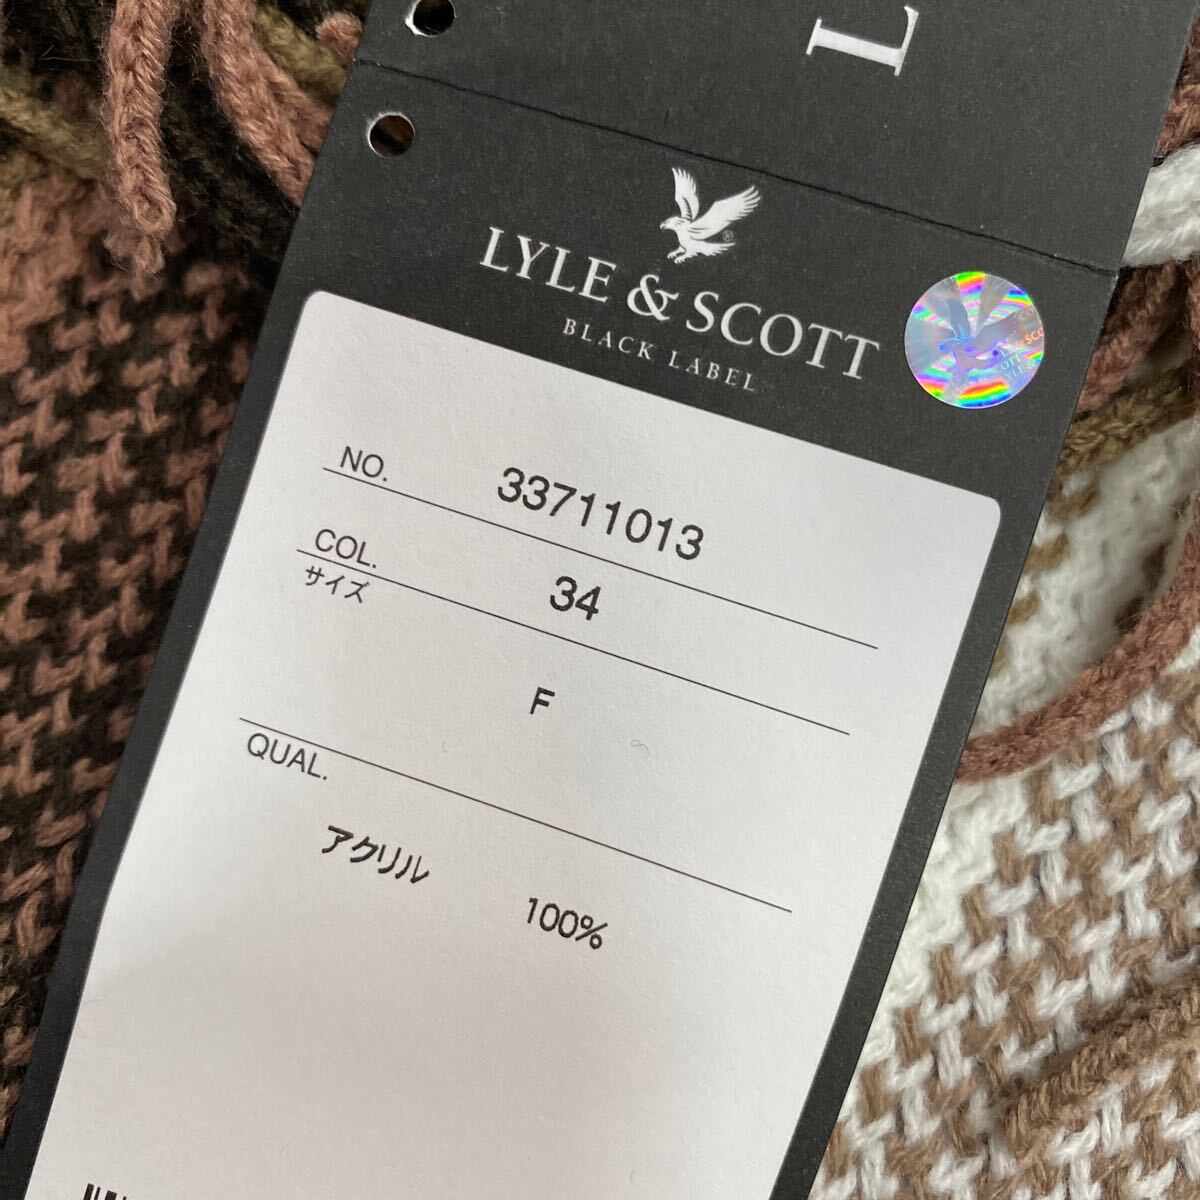 L
LYLE & SCOTT
BLACK LABEL
NO. 33711013
COL. 34
サイズ
F
QUAL.
アクリル 100%